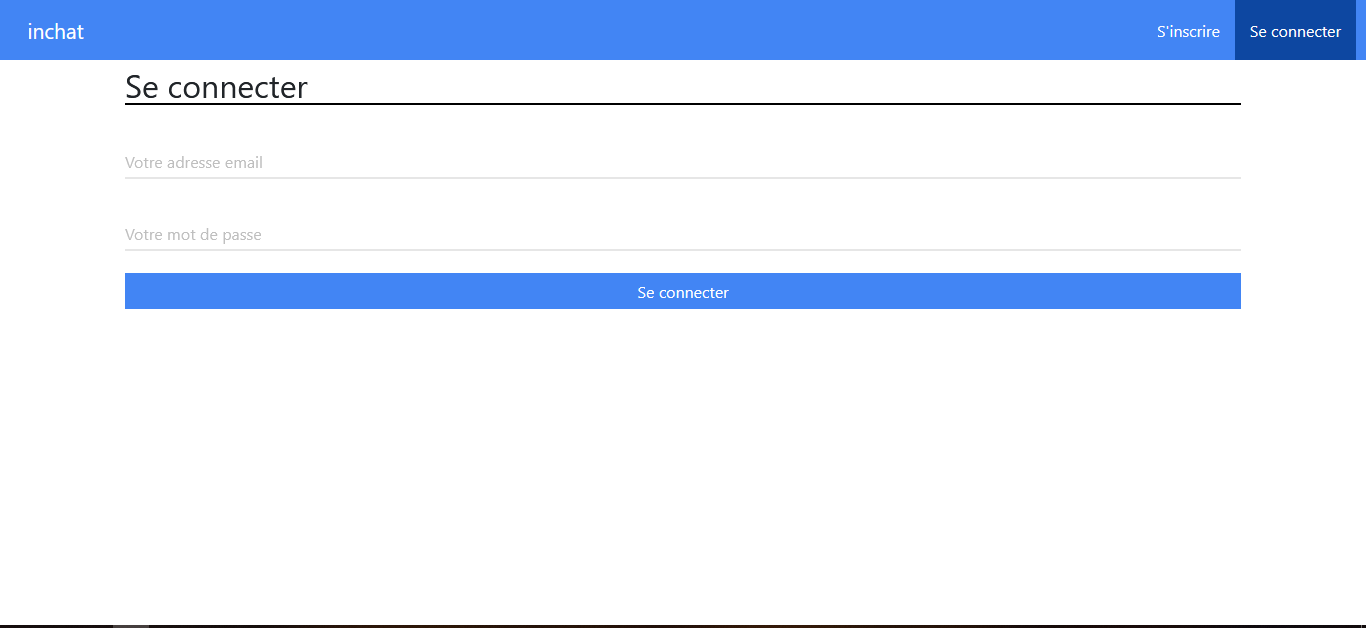 inchat
S'inscrire
Se connecter
Se connecter
Votre adresse email
Votre mot de passe
Se connecter